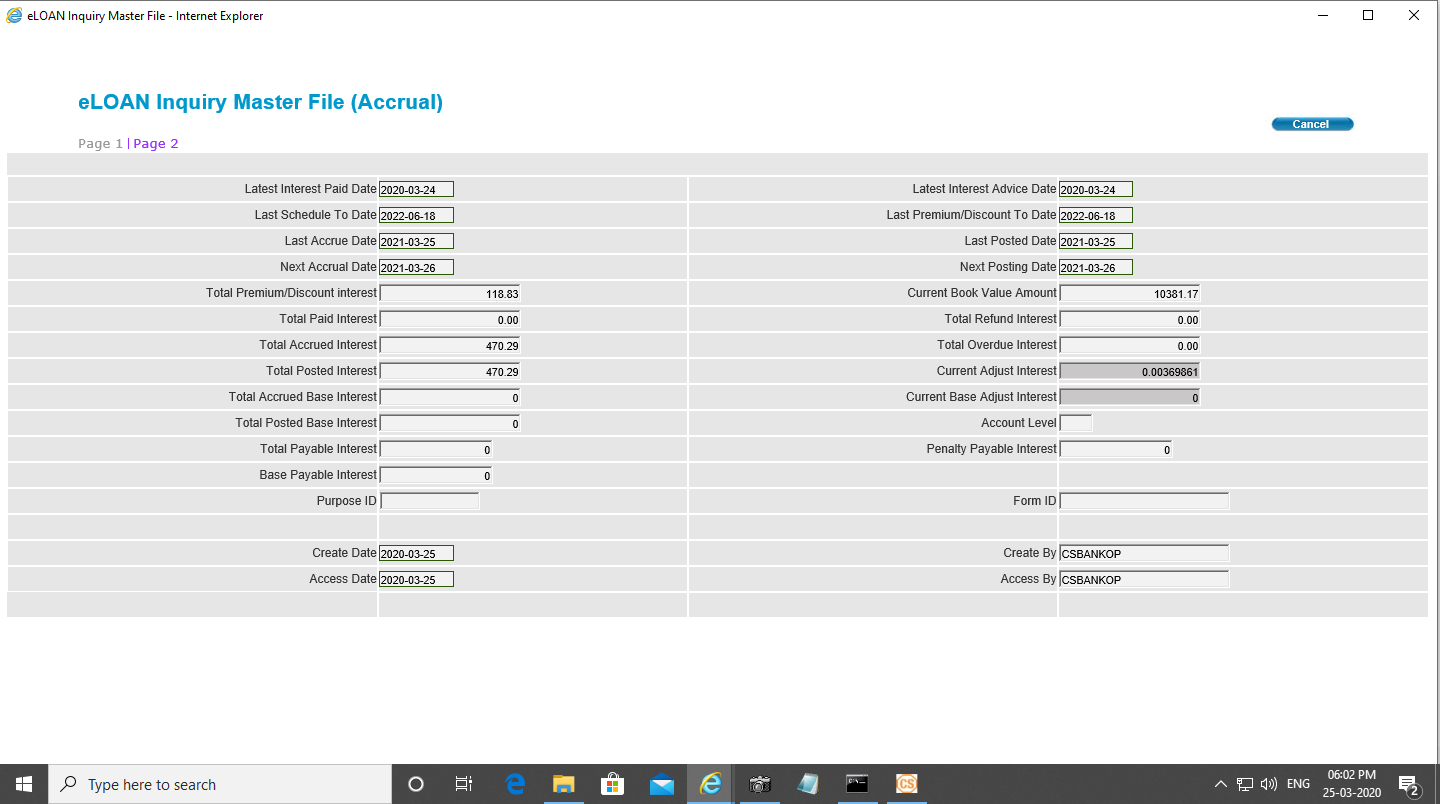 eLOAN Inquiry Master File - Internet Explorer
eLOAN Inquiry Master File (Accrual)
Cancel
Page 1 | Page 2
Latest Interest Paid Date 2020-03-24 Latest Interest Advice Date 2020-03-24
Last Schedule To Date 2022-06-18 Last Premium/Discount To Date 2022-06-18
Last Accrue Date 2021-03-25 Last Posted Date 2021-03-25
Next Accrual Date 2021-03-26 Next Posting Date 2021-03-26
Total Premium/Discount interest 118.83 Current Book Value Amount 10381.17
Total Paid Interest 0.00 Total Refund Interest 0.00
Total Accrued Interest 470.29 Total Overdue Interest 0.00
Total Posted Interest 470.29 Current Adjust Interest 0.00369861
Total Accrued Base Interest 0 Current Base Adjust Interest 0
Total Posted Base Interest 0 Account Level
Total Payable Interest 0 Penalty Payable Interest 0
Base Payable Interest 0
Purpose ID Form ID
Create Date 2020-03-25 Create By CSBANKOP
Access Date 2020-03-25 Access By CSBANKOP
Type here to search CS ENG 06:02 PM
25-03-2020 2